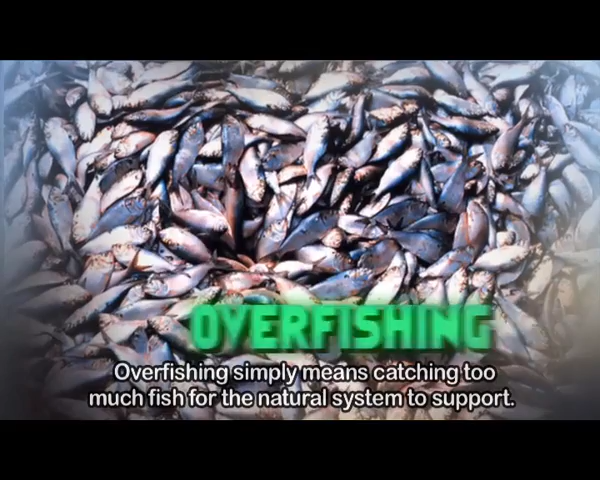 OVERFISHING
Overfishing simply means catching too
much fish for the natural system to support.